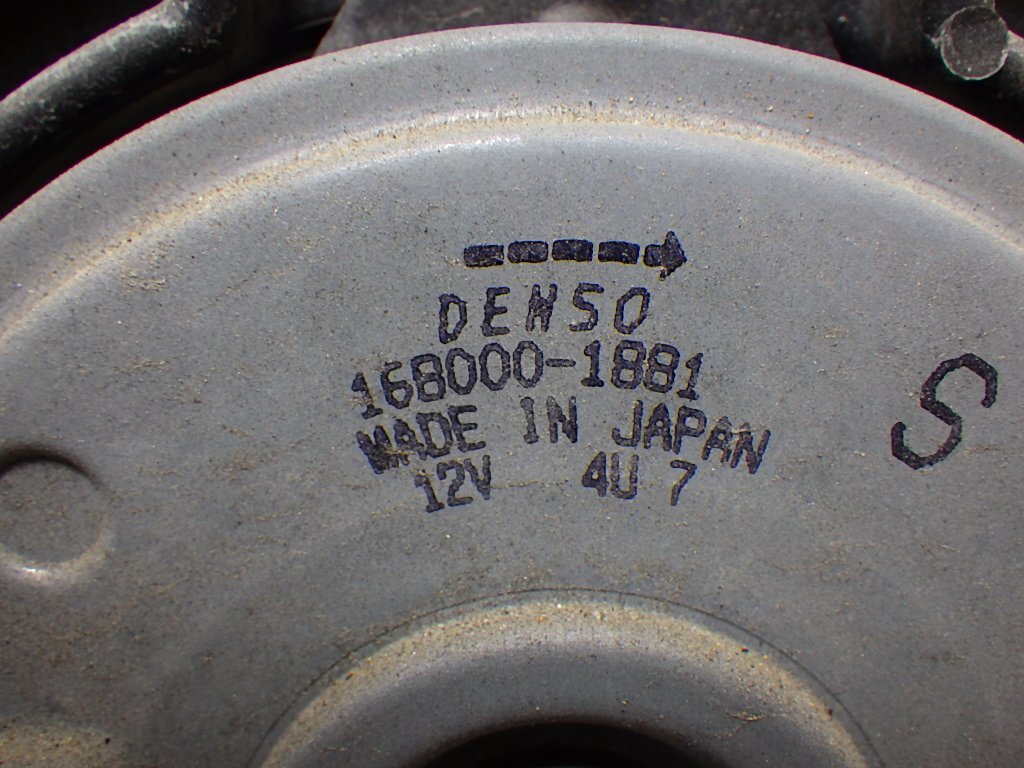 DENSO
168000-1881
MADE IN JAPAN
12V 4U 7
S